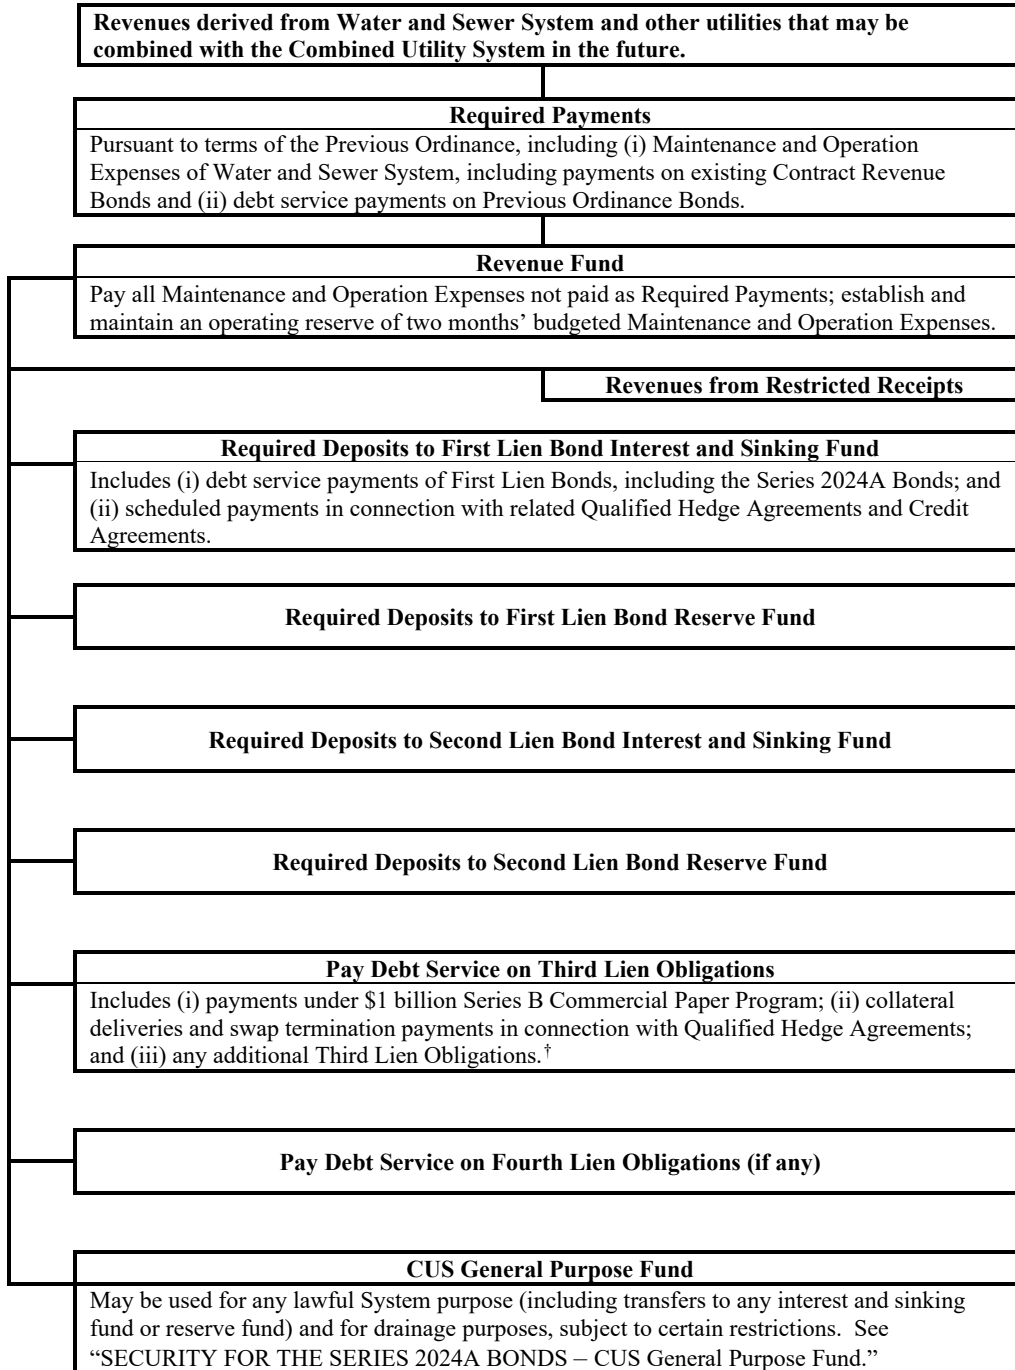 Revenues derived from Water and Sewer System and other utilities that may be
combined with the Combined Utility System in the future.
Required Payments
Pursuant to terms of the Previous Ordinance, including (i) Maintenance and Operation
Expenses of Water and Sewer System, including payments on existing Contract Revenue
Bonds and (ii) debt service payments on Previous Ordinance Bonds.
Revenue Fund
Pay all Maintenance and Operation Expenses not paid as Required Payments; establish and
maintain an operating reserve of two months’ budgeted Maintenance and Operation Expenses.
Revenues from Restricted Receipts
Required Deposits to First Lien Bond Interest and Sinking Fund
Includes (i) debt service payments of First Lien Bonds, including the Series 2024A Bonds; and
(ii) scheduled payments in connection with related Qualified Hedge Agreements and Credit
Agreements.
Required Deposits to First Lien Bond Reserve Fund
Required Deposits to Second Lien Bond Interest and Sinking Fund
Required Deposits to Second Lien Bond Reserve Fund
Pay Debt Service on Third Lien Obligations
Includes (i) payments under $1 billion Series B Commercial Paper Program; (ii) collateral
deliveries and swap termination payments in connection with Qualified Hedge Agreements;
and (iii) any additional Third Lien Obligations.†
Pay Debt Service on Fourth Lien Obligations (if any)
CUS General Purpose Fund
May be used for any lawful System purpose (including transfers to any interest and sinking
fund or reserve fund) and for drainage purposes, subject to certain restrictions.  See
“SECURITY FOR THE SERIES 2024A BONDS – CUS General Purpose Fund.”